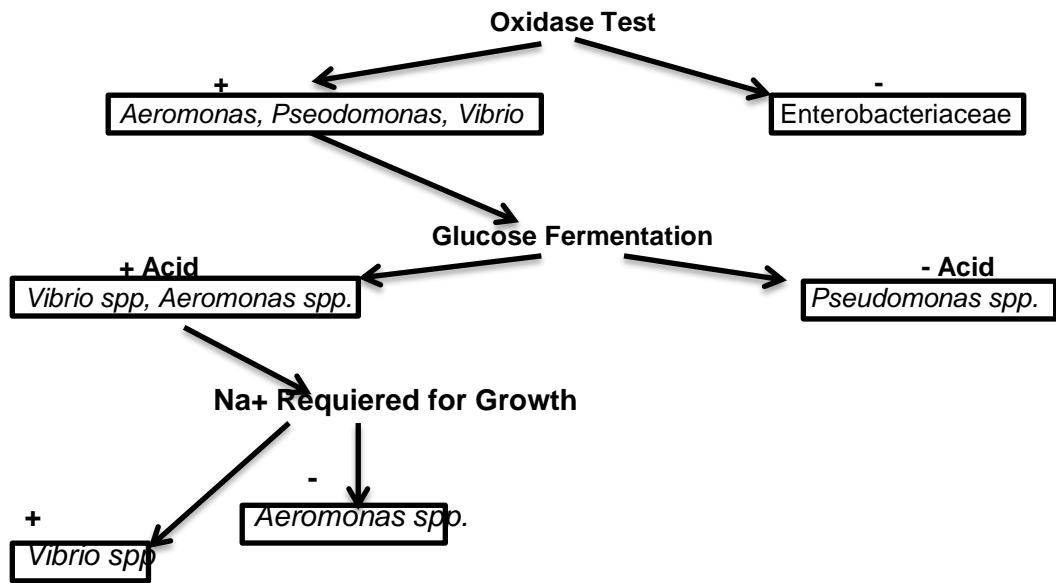 Oxidase Test
+
-
Aeromonas, Pseodomonas, Vibrio
Enterobacteriaceae
Glucose Fermentation
+ Acid
- Acid
Vibrio spp, Aeromonas spp.
Pseudomonas spp.
Na+ Requiered for Growth
-
Aeromonas spp.
+
Vibrio spp